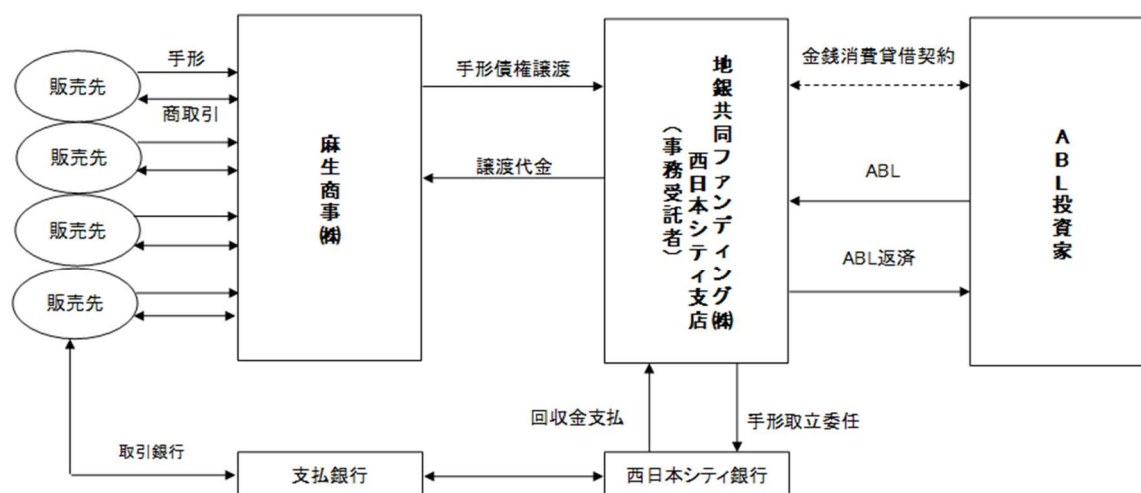 販売先
販売先
販売先
販売先
手形
商取引
麻生商事㈱
手形債権譲渡
譲渡代金
地銀共同ファンディング㈱
西日本シティ支店
(事務受託者)
金銭消費貸借契約
ABL
ABL返済
ABL投資家
回収金支払
手形取立委任
取引銀行
支払銀行
西日本シティ銀行